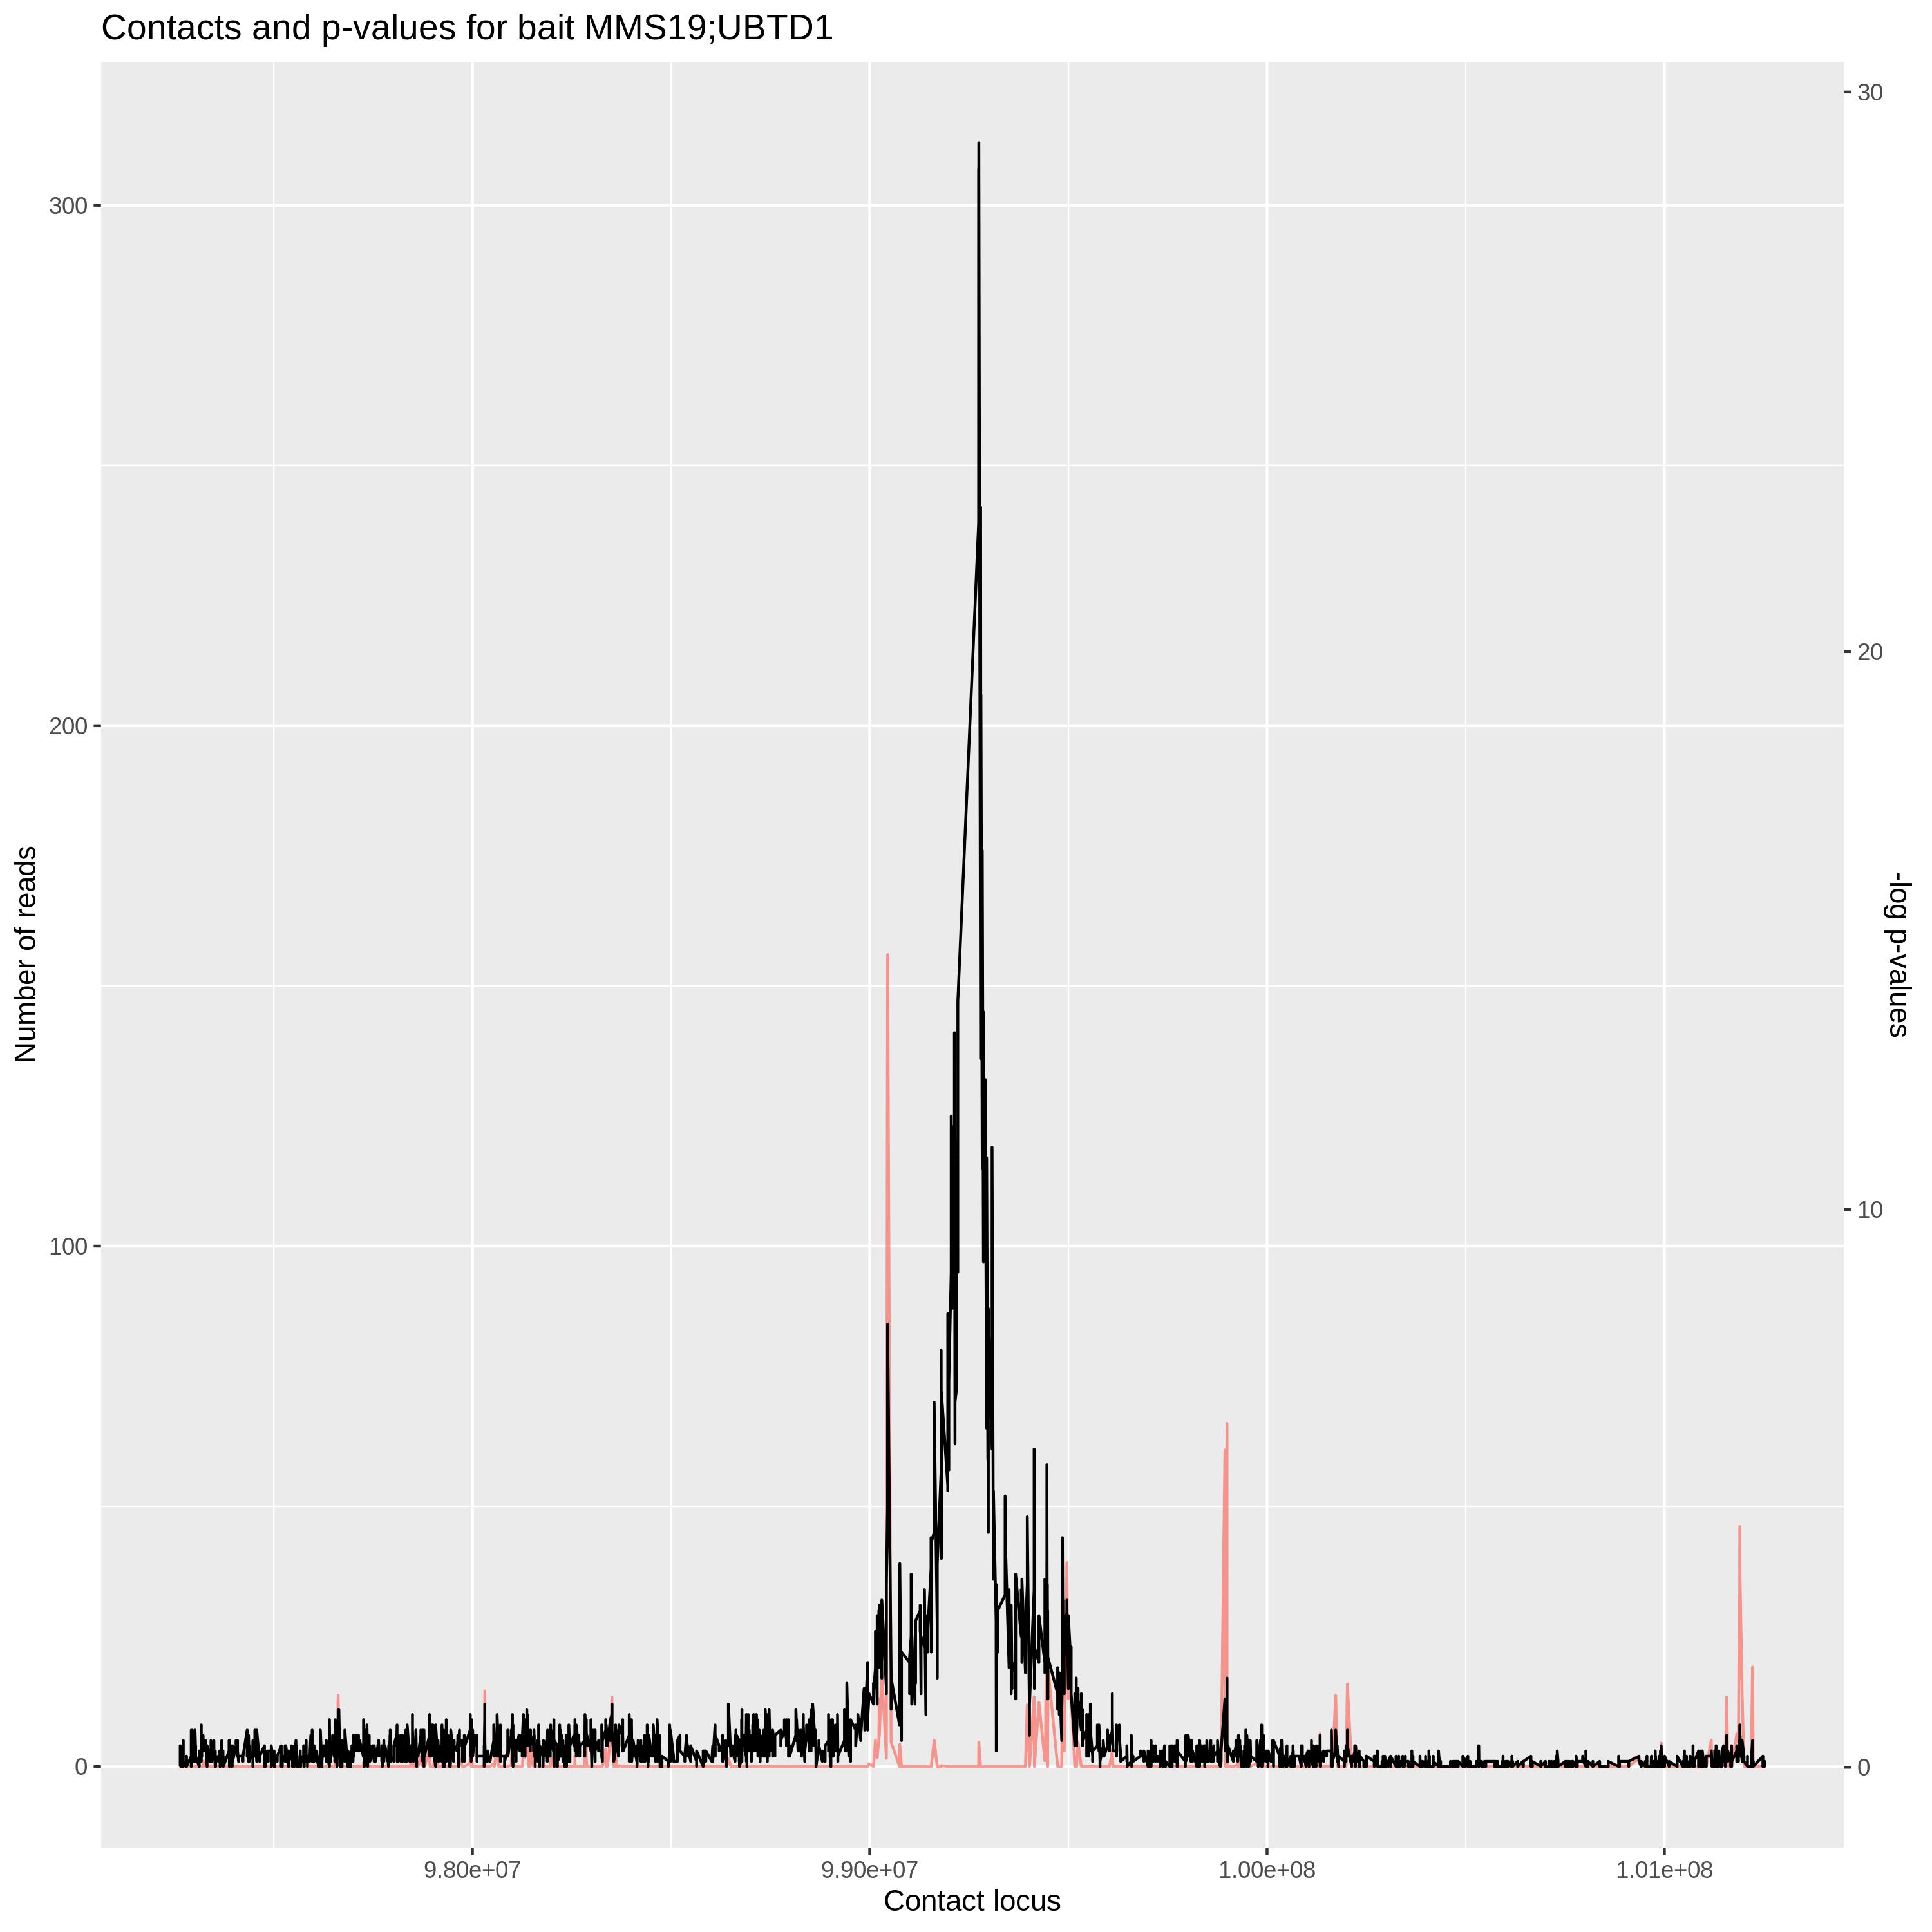 Contacts and p-values for bait MMS19;UBTD1
Number of reads
300
200
100
0
30
20
10
0
-log p-values
9.80e+07
9.90e+07
1.00e+08
1.01e+08
Contact locus